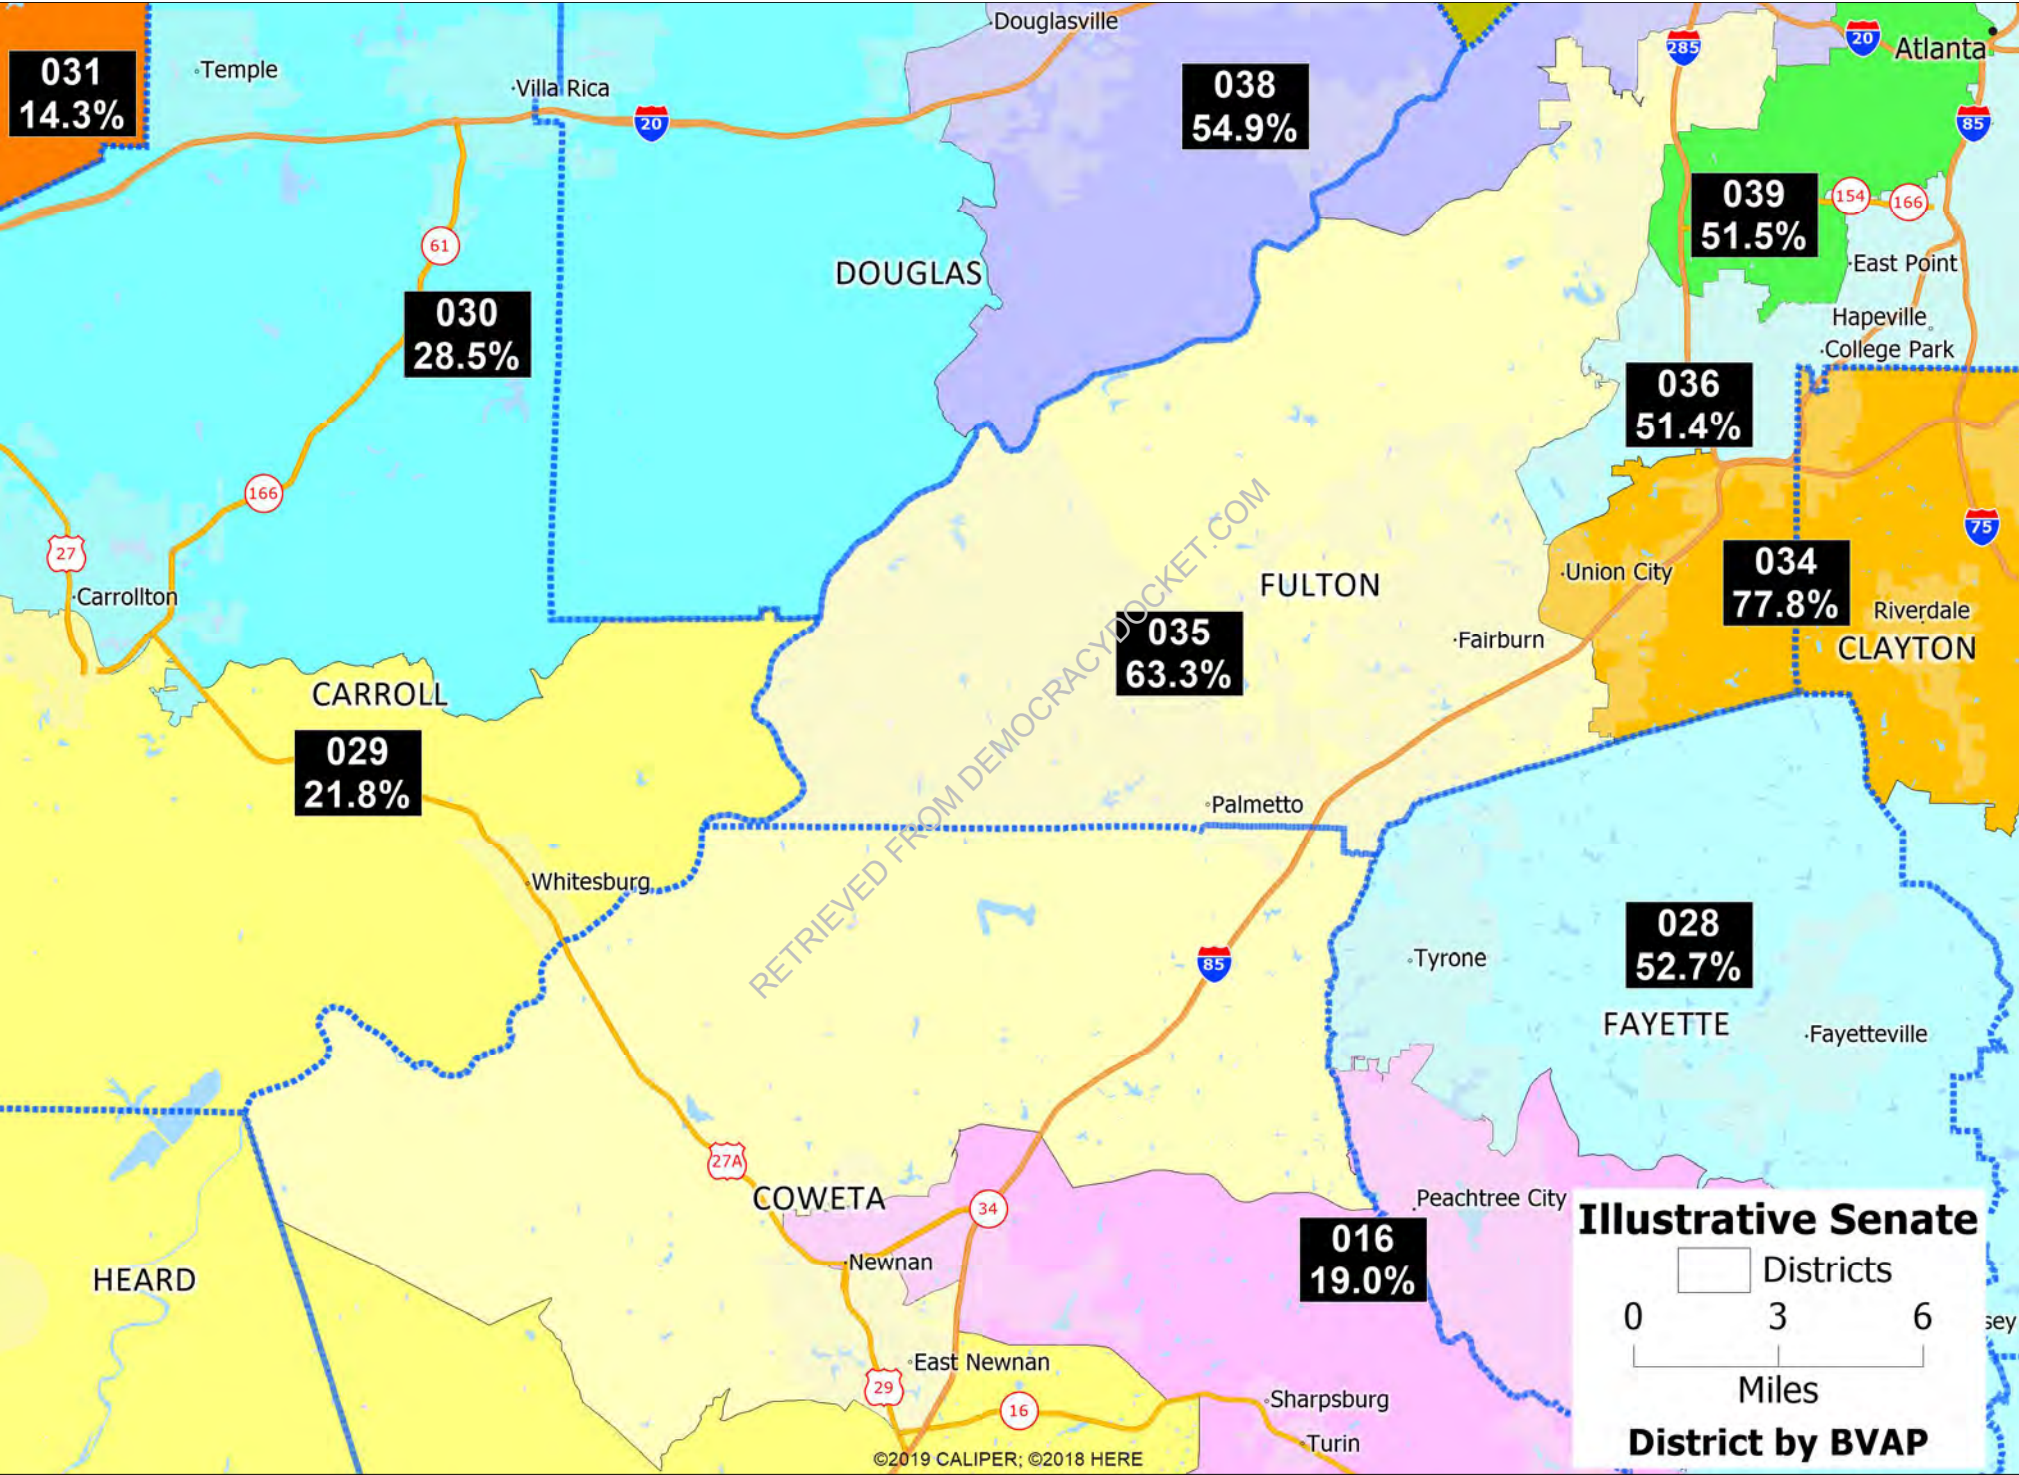 Douglasville
285
20
Atlanta
031
14.3%
Temple
Villa Rica
20
038
54.9%
85
61
039
51.5%
154
166
East Point
DOUGLAS
030
28.5%
Hapeville
College Park
036
51.4%
166
27
Carrollton
75
034
77.8%
Union City
Riverdale
CLAYTON
FULTON
035
63.3%
Fairburn
CARROLL
029
21.8%
Palmetto
Whitesburg
RETRIEVED FROM DEMOCRACYDOCKET.COM
85
028
52.7%
Tyrone
FAYETTE
Fayetteville
27A
COWETA
34
Peachtree City
016
19.0%
Newnan
HEARD
East Newnan
29
16
Sharpsburg
Turin
Illustrative Senate
Districts
0 3 6
Miles
District by BVAP
sey
©2019 CALIPER; ©2018 HERE